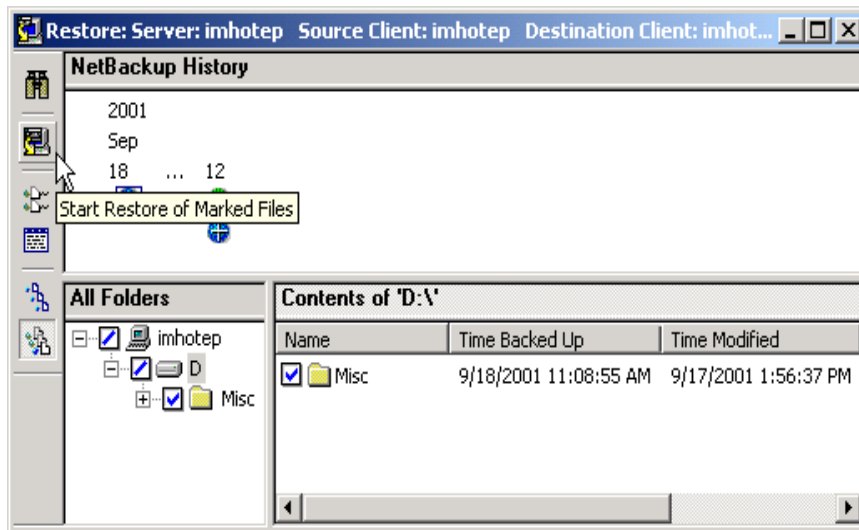 Restore: Server: imhotep Source Client: imhotep Destination Client: imhot...
NetBackup History
2001
Sep
18 ... 12
Start Restore of Marked Files
All Folders
Contents of 'D:\'
imhotep
D
Misc
Name Time Backed Up Time Modified
Misc 9/18/2001 11:08:55 AM 9/17/2001 1:56:37 PM